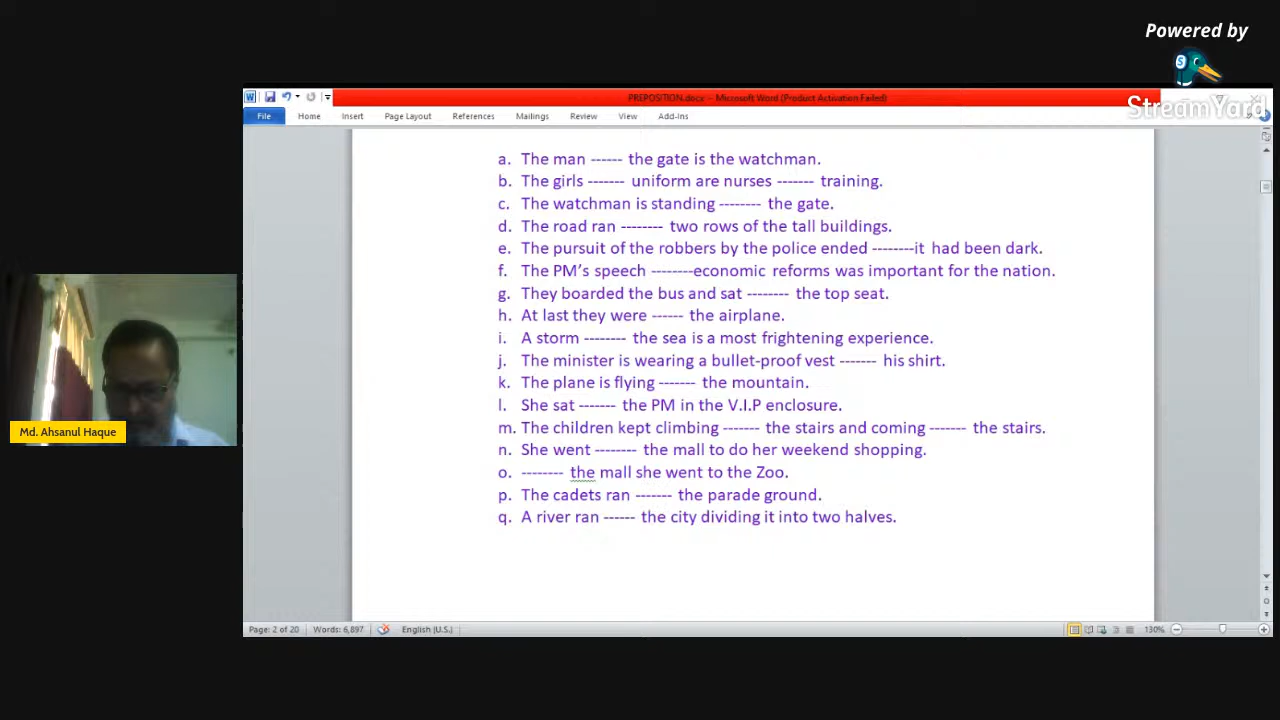 Powered by
StreamYard
PREPOSITION.docx - Microsoft Word (Product Activation Failed)
File Home Insert Page Layout References Mailings Review View Add-Ins
a. The man ------ the gate is the watchman.
b. The girls ------- uniform are nurses ------- training.
c. The watchman is standing -------- the gate.
d. The road ran -------- two rows of the tall buildings.
e. The pursuit of the robbers by the police ended --------it had been dark.
f. The PM’s speech --------economic reforms was important for the nation.
g. They boarded the bus and sat -------- the top seat.
h. At last they were ------ the airplane.
i. A storm -------- the sea is a most frightening experience.
j. The minister is wearing a bullet-proof vest ------- his shirt.
k. The plane is flying ------- the mountain.
l. She sat ------- the PM in the V.I.P enclosure.
m. The children kept climbing ------- the stairs and coming ------- the stairs.
n. She went -------- the mall to do her weekend shopping.
o. -------- the mall she went to the Zoo.
p. The cadets ran ------- the parade ground.
q. A river ran ------ the city dividing it into two halves.
Md. Ahsanul Haque
Page: 2 of 20 Words: 6,897 English (U.S.) 130%